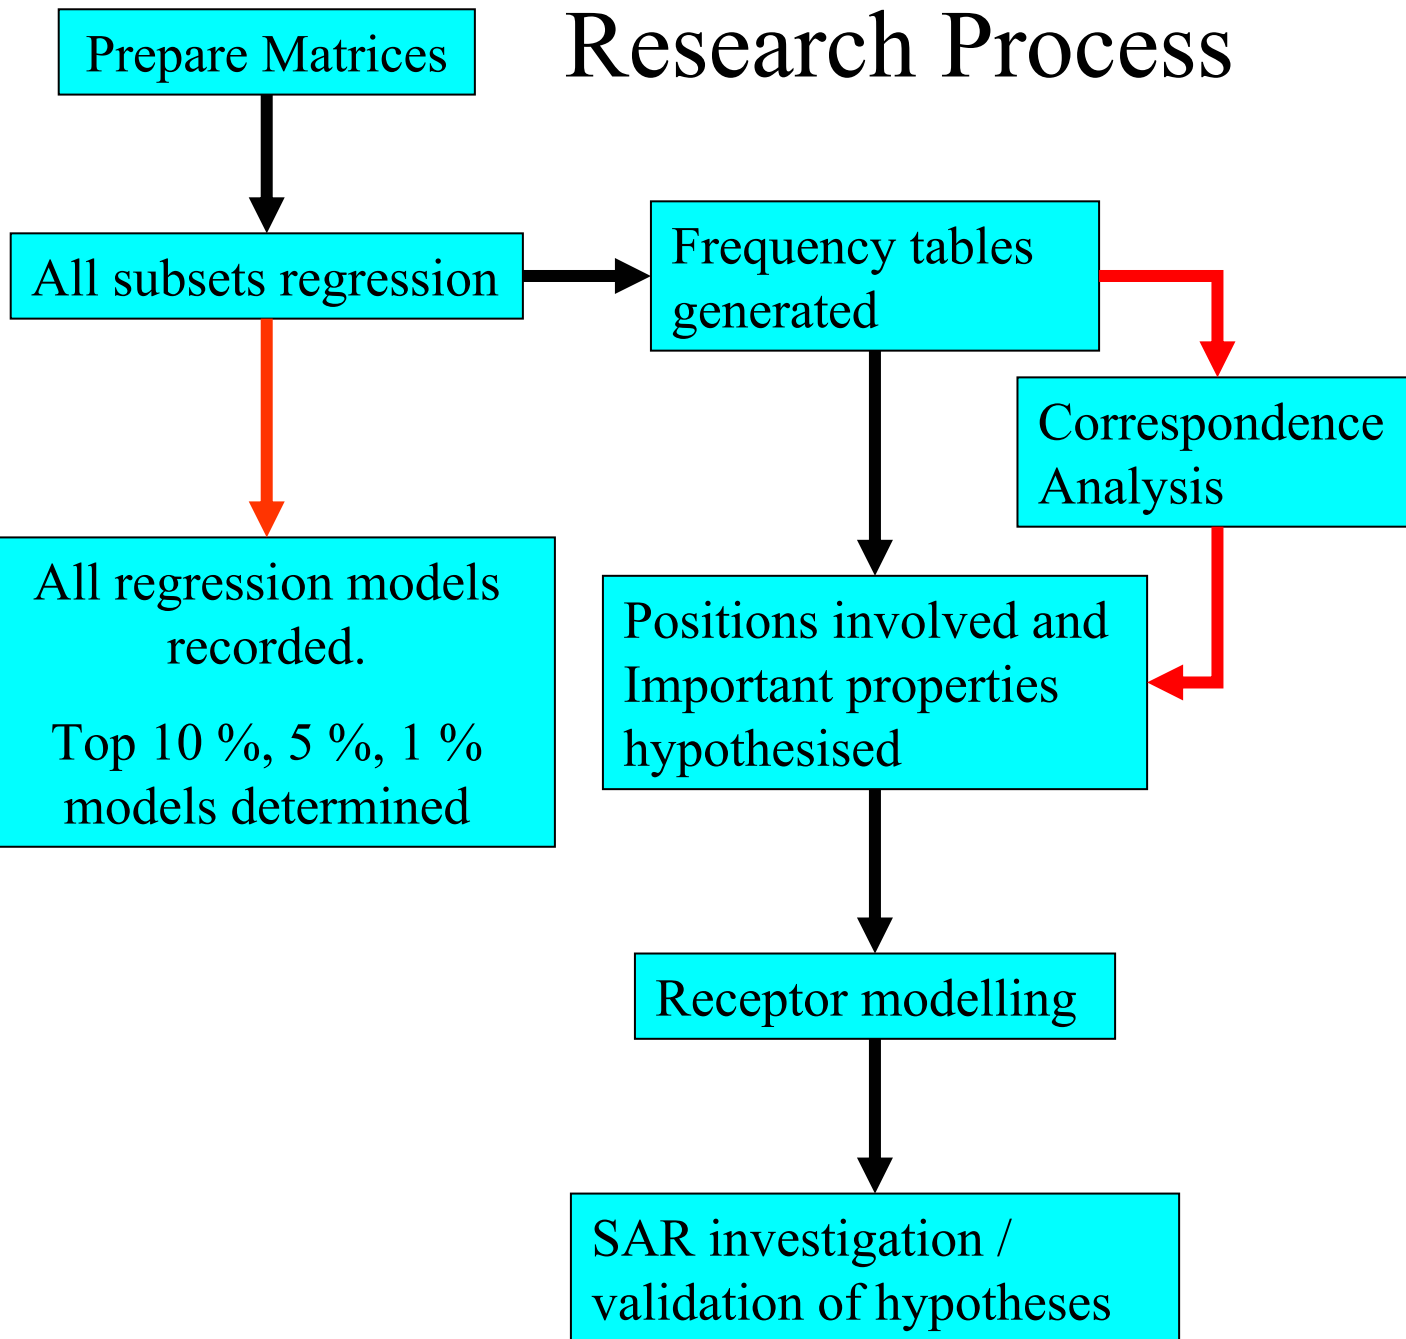 Research Process
Prepare Matrices
All subsets regression
Frequency tables
generated
Correspondence
Analysis
All regression models
recorded.
Top 10 %, 5 %, 1 %
models determined
Positions involved and
Important properties
hypothesised
Receptor modelling
SAR investigation /
validation of hypotheses